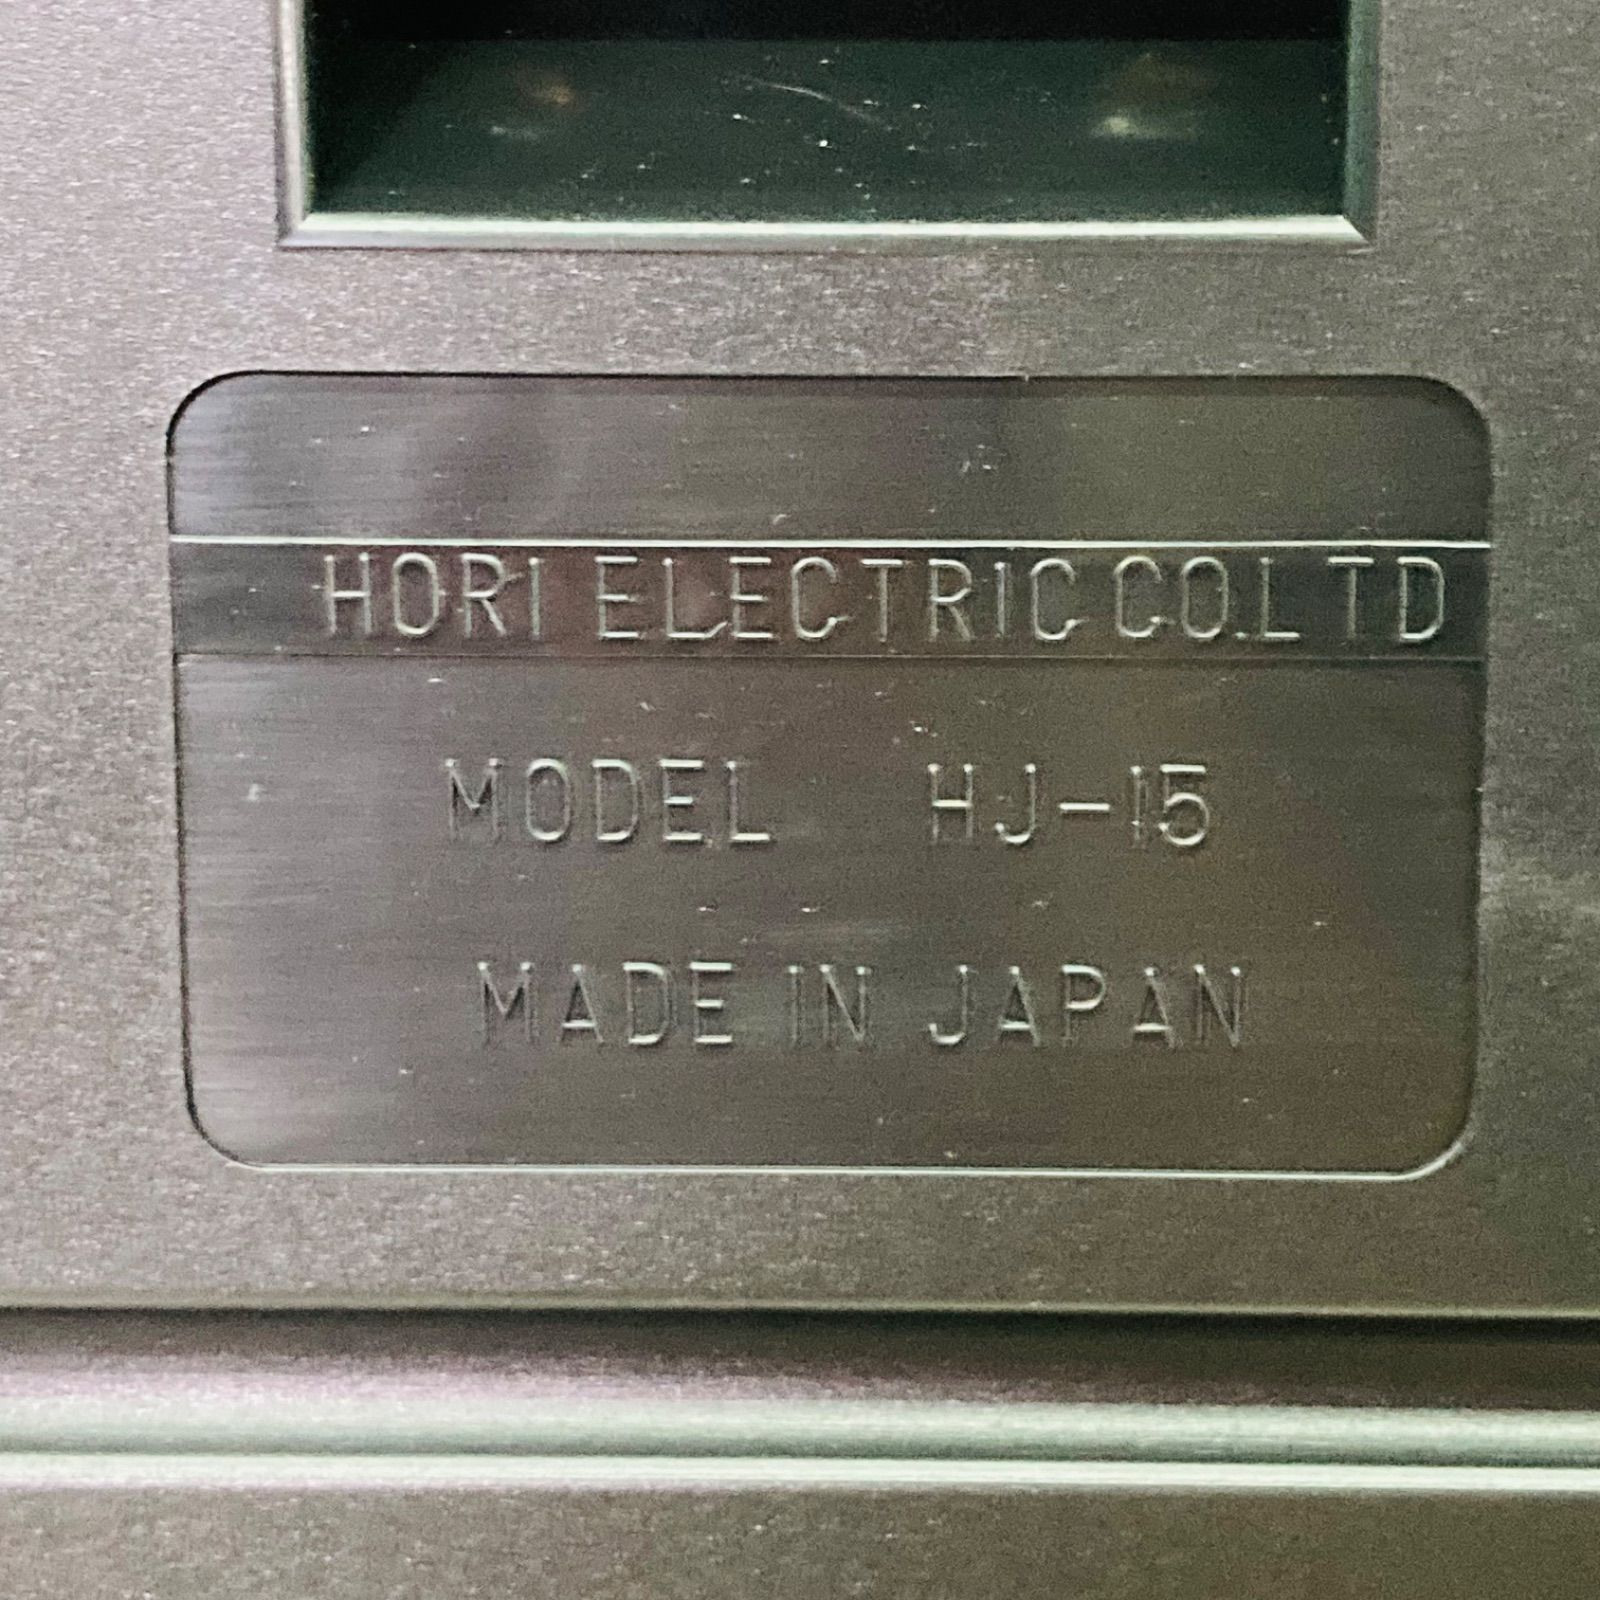 HORI ELECTRIC CO.LTD
MODEL HJ-15
MADE IN JAPAN